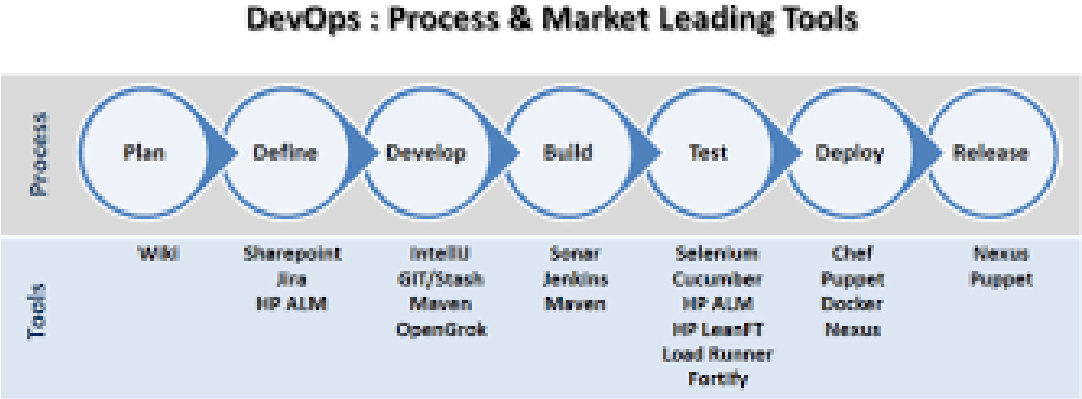 DevOps : Process & Market Leading Tools
Process
Plan
Define
Develop
Build
Test
Deploy
Release
Tools
Wiki
Sharepoint
Jira
HP ALM
IntelliJ
GIT/Stash
Maven
OpenGrok
Sonar
Jenkins
Maven
Selenium
Cucumber
HP ALM
HP LeanFT
Load Runner
Fortify
Chef
Puppet
Docker
Nexus
Nexus
Puppet